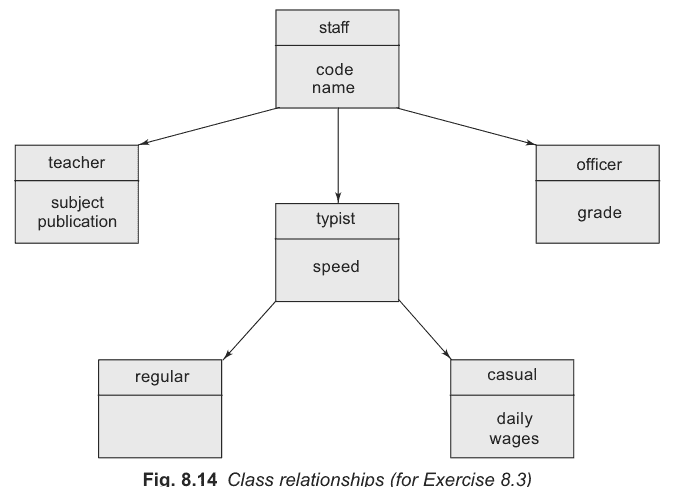 staff
code
name
teacher
subject
publication
officer
grade
typist
speed
regular
casual
daily
wages
Fig. 8.14 Class relationships (for Exercise 8.3)